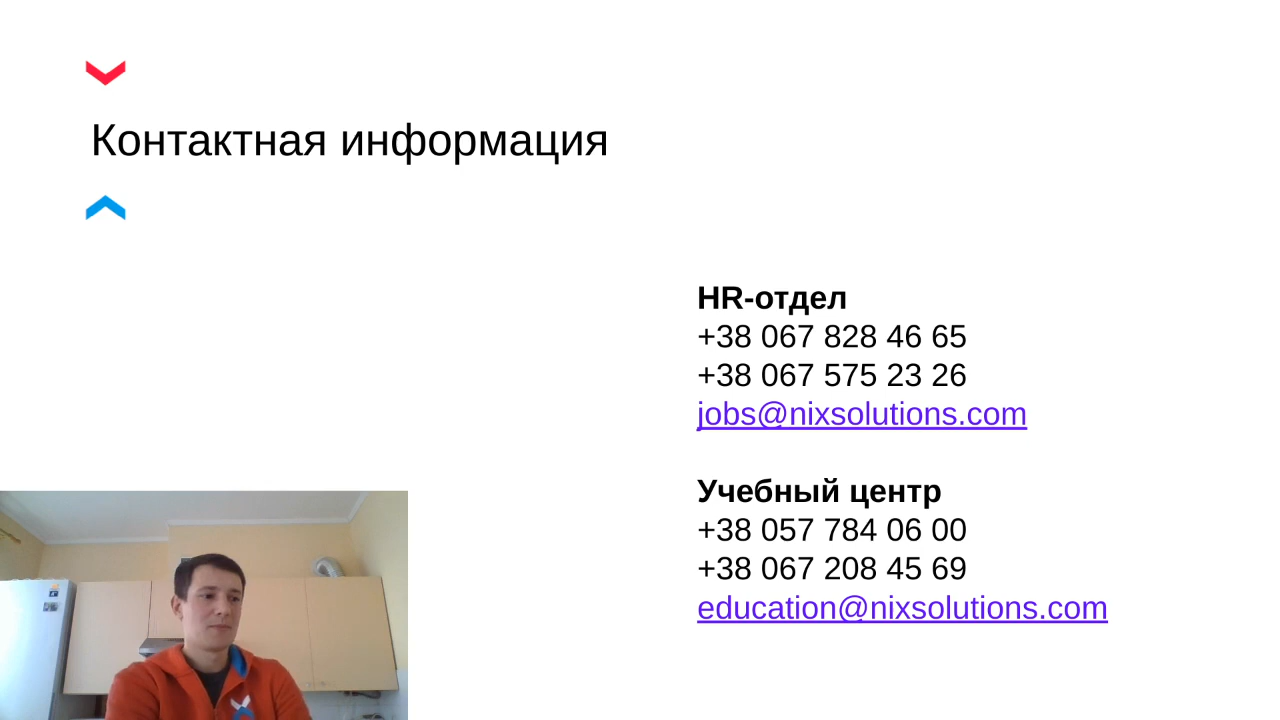 Контактная информация
HR-отдел
+38 067 828 46 65
+38 067 575 23 26
jobs@nixsolutions.com
Учебный центр
+38 057 784 06 00
+38 067 208 45 69
education@nixsolutions.com